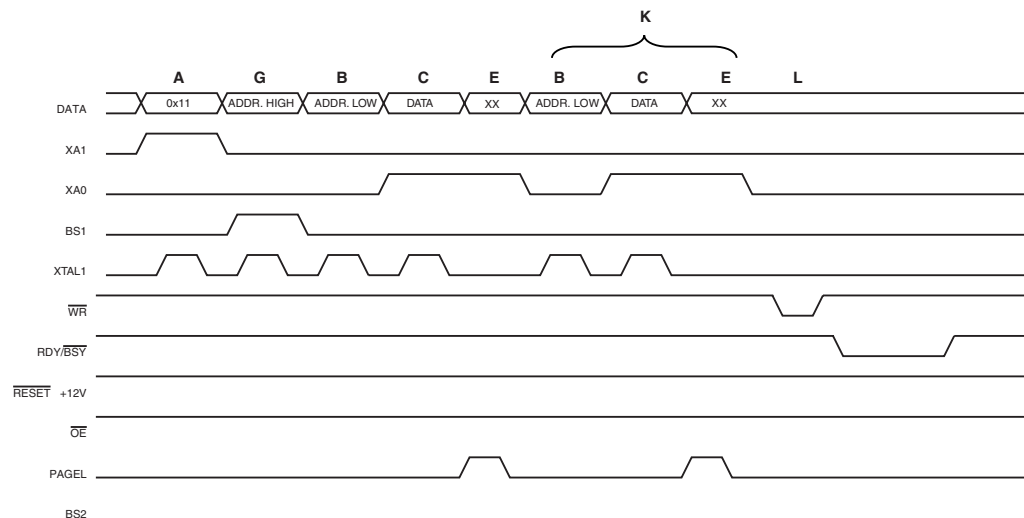 K
A G B C E B C E L
DATA 0x11 ADDR. HIGH ADDR. LOW DATA XX ADDR. LOW DATA XX
XA1
XA0
BS1
XTAL1
WR
RDY/BSY
RESET +12V
OE
PAGEL
BS2